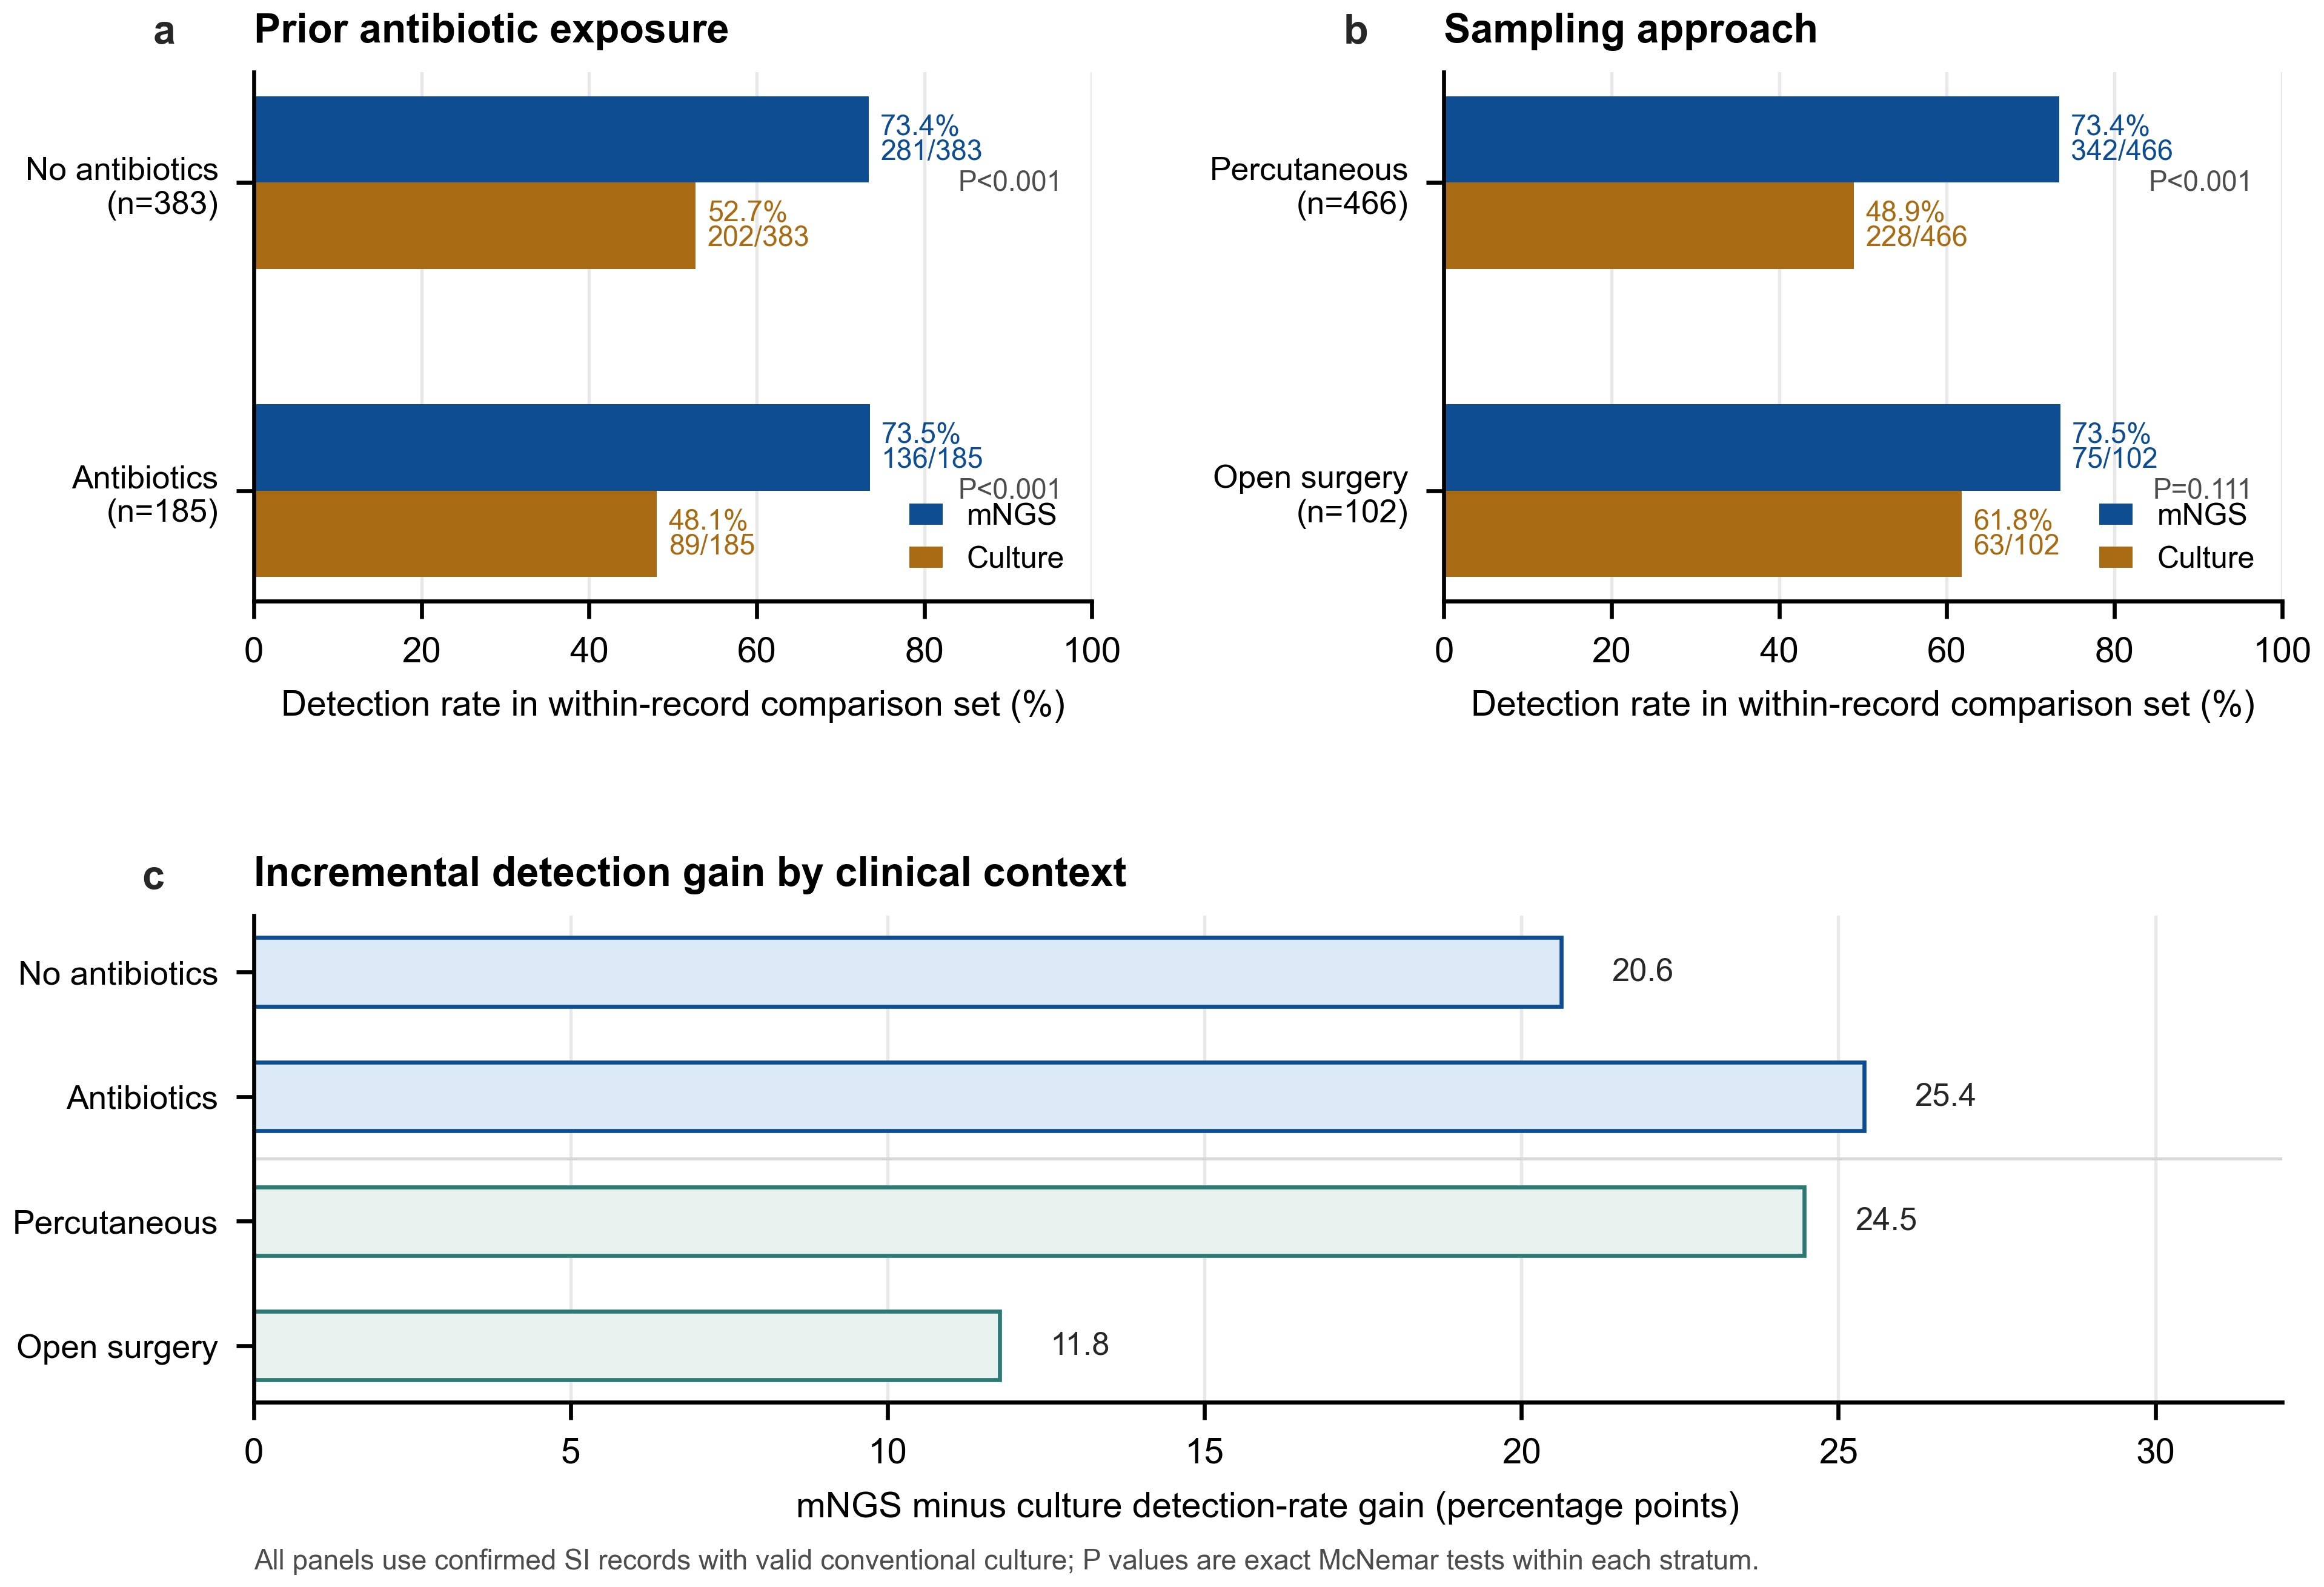 a
Prior antibiotic exposure
No antibiotics
(n=383)
73.4%
281/383
P<0.001
52.7%
202/383
Antibiotics
(n=185)
73.5%
136/185
P<0.001
48.1%
89/185
mNGS
Culture
0 20 40 60 80 100
Detection rate in within-record comparison set (%)
b
Sampling approach
Percutaneous
(n=466)
73.4%
342/466
P<0.001
48.9%
228/466
Open surgery
(n=102)
73.5%
75/102
P=0.111
61.8%
63/102
mNGS
Culture
0 20 40 60 80 100
Detection rate in within-record comparison set (%)
c
Incremental detection gain by clinical context
No antibiotics
20.6
Antibiotics
25.4
Percutaneous
24.5
Open surgery
11.8
0 5 10 15 20 25 30
mNGS minus culture detection-rate gain (percentage points)
All panels use confirmed SI records with valid conventional culture; P values are exact McNemar tests within each stratum.